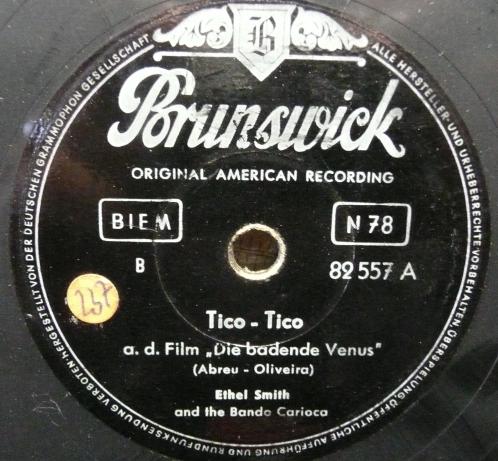 B
Brunswick
ORIGINAL AMERICAN RECORDING
BIEM
N 78
B
82 557 A
237
Tico - Tico
a. d. Film „Die badende Venus"
(Abreu - Oliveira)
Ethel Smith
and the Bando Carioca
ALLE HERSTELLER- UND URHEBERRECHTE VORBEHALTEN, ÜBERSPIELUNG, ÖFFENTLICHE AUFFÜHRUNG UND RUNDFUNKSENDUNG VERBOTEN · HERGESTELLT VON DER DEUTSCHEN GRAMMOPHON GESELLSCHAFT